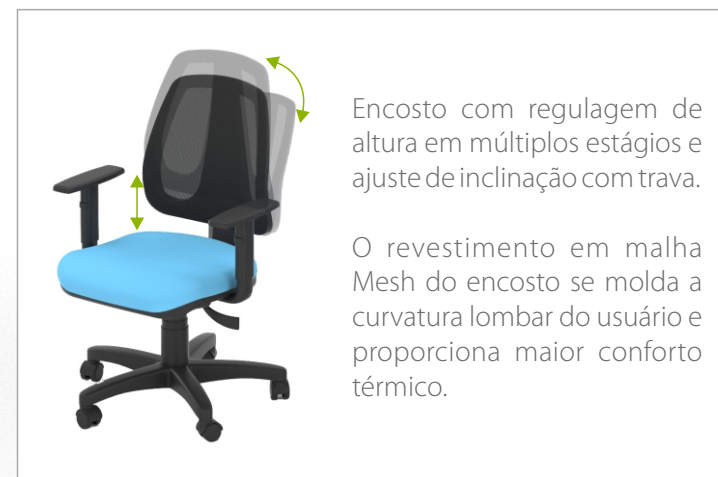 Encosto com regulagem de
altura em múltiplos estágios e
ajuste de inclinação com trava.
O revestimento em malha
Mesh do encosto se molda a
curvatura lombar do usuário e
proporciona maior conforto
térmico.